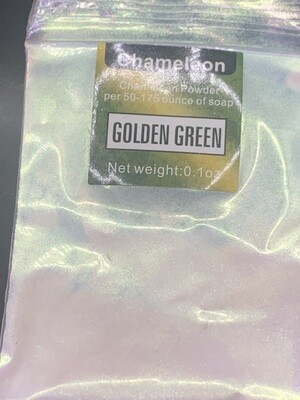 Chameleon
Chameleon Powder
per 50-175 ounce of soap
GOLDEN GREEN
Net weight:0.1oz